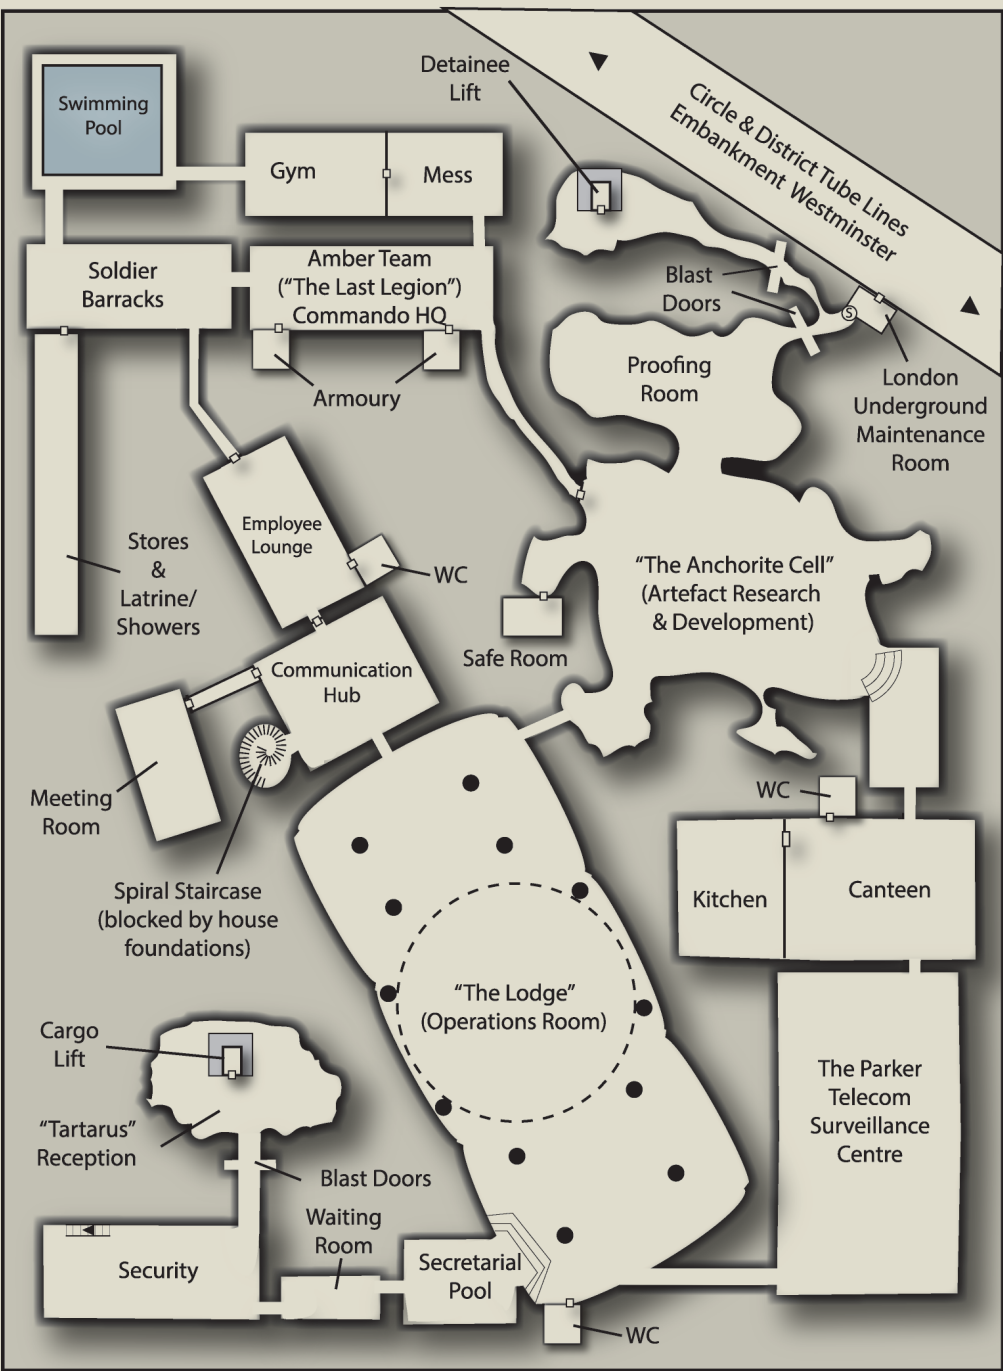 Detainee
Lift
Circle & District Tube Lines
Embankment Westminster
Swimming
Pool
Gym
Mess
Soldier
Barracks
Amber Team
("The Last Legion")
Commando HQ
Blast
Doors
S
Armoury
Proofing
Room
London
Underground
Maintenance
Room
Employee
Lounge
WC
Stores
&
Latrine/
Showers
"The Anchorite Cell"
(Artefact Research
& Development)
Safe Room
Communication
Hub
Meeting
Room
WC
Spiral Staircase
(blocked by house
foundations)
Kitchen
Canteen
"The Lodge"
(Operations Room)
Cargo
Lift
"Tartarus"
Reception
The Parker
Telecom
Surveillance
Centre
Blast Doors
Waiting
Room
Security
Secretarial
Pool
WC